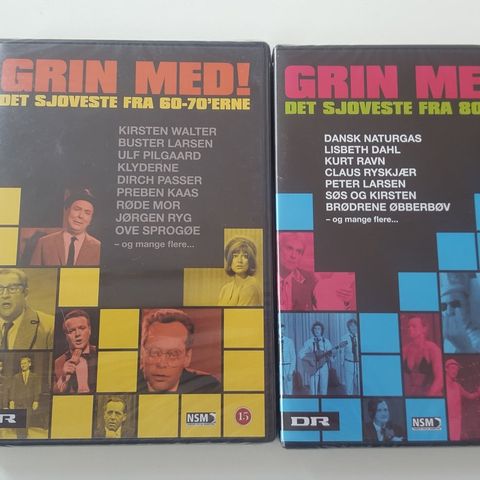 GRIN MED!
DET SJOVESTE FRA 60-70'ERNE
KIRSTEN WALTER
BUSTER LARSEN
ULF PILGAARD
KLYDERNE
DIRCH PASSER
PREBEN KAAS
RØDE MOR
JØRGEN RYG
OVE SPROGØE
– og mange flere...
DR
NSM
15
GRIN ME
DET SJOVESTE FRA 80
DANSK NATURGAS
LISBETH DAHL
KURT RAVN
CLAUS RYSKJÆR
PETER LARSEN
SØS OG KIRSTEN
BRØDRENE ØBBERBØV
– og mange flere...
DR
NSM